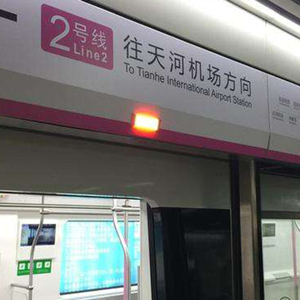 2号线
Line2
往天河机场方向
To Tianhe International Airport Station